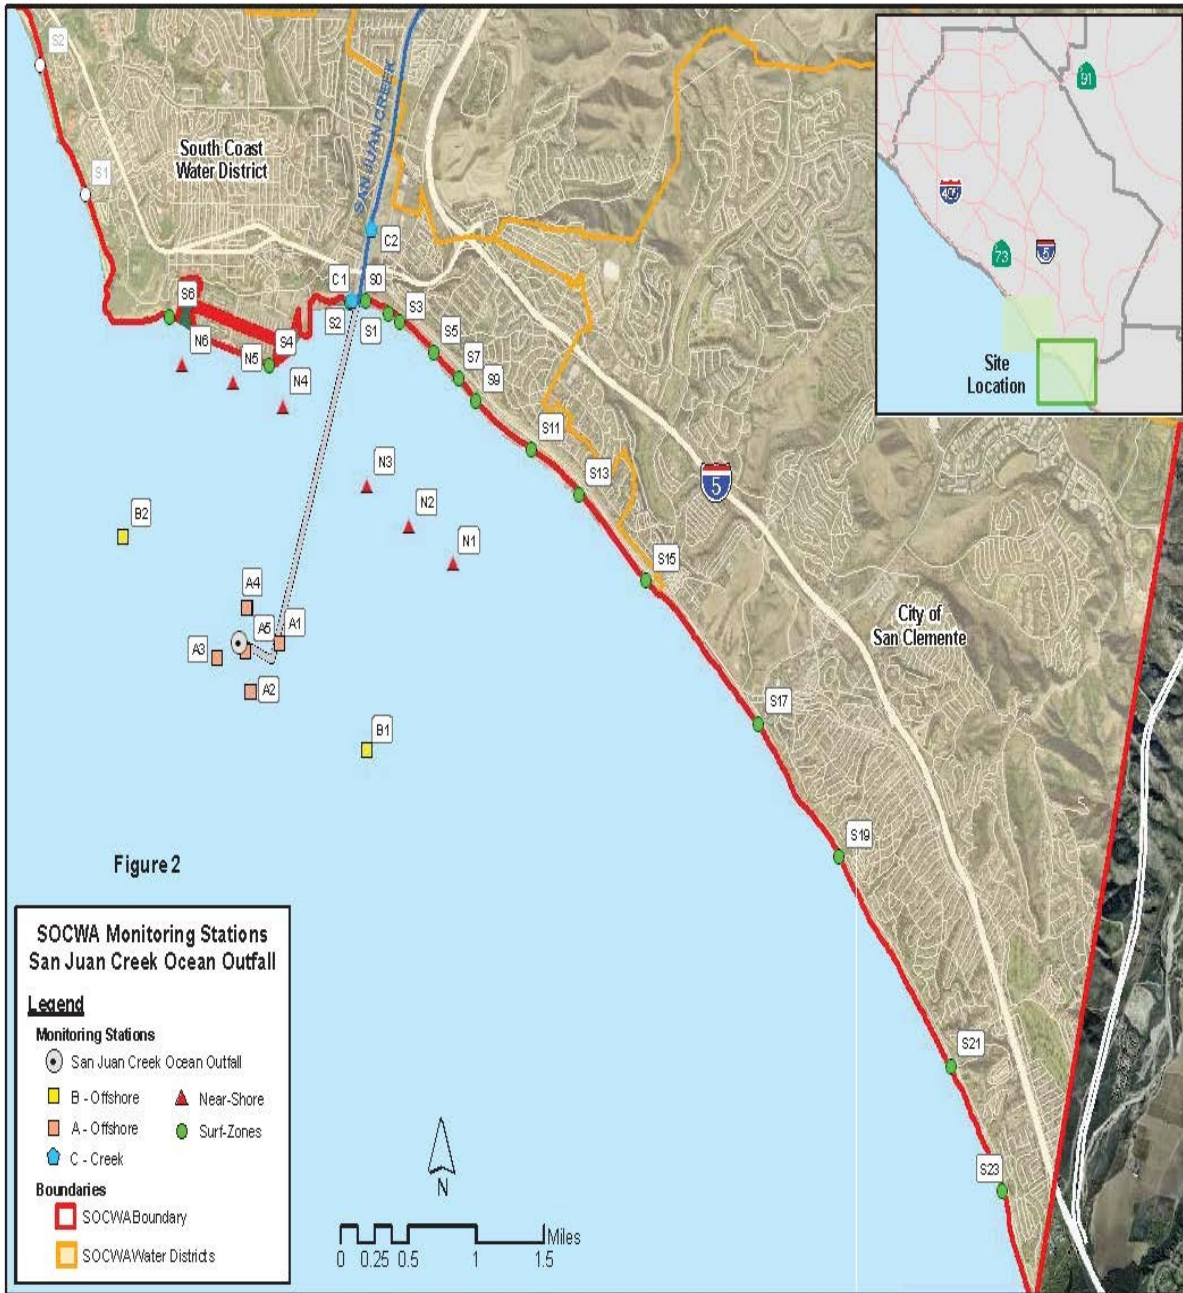 S2
SAN JUAN CREEK
91
South Coast
Water District
S1
405
C2
73
5
S6
C1
S0
S3
S2
S1
N6
S4
S5
N5
S7
N4
S9
Site
Location
S11
N3
S13
5
N2
B2
N1
S15
A4
A5
A1
City of
San Clemente
A3
A2
S17
B1
S19
Figure 2
SOCWA Monitoring Stations
San Juan Creek Ocean Outfall
Legend
Monitoring Stations
San Juan Creek Ocean Outfall
B - Offshore
Near-Shore
A - Offshore
Surf-Zones
C - Creek
Boundaries
SOCWA Boundary
SOCWA Water Districts
S21
S23
N
Miles
0 0.25 0.5 1 1.5